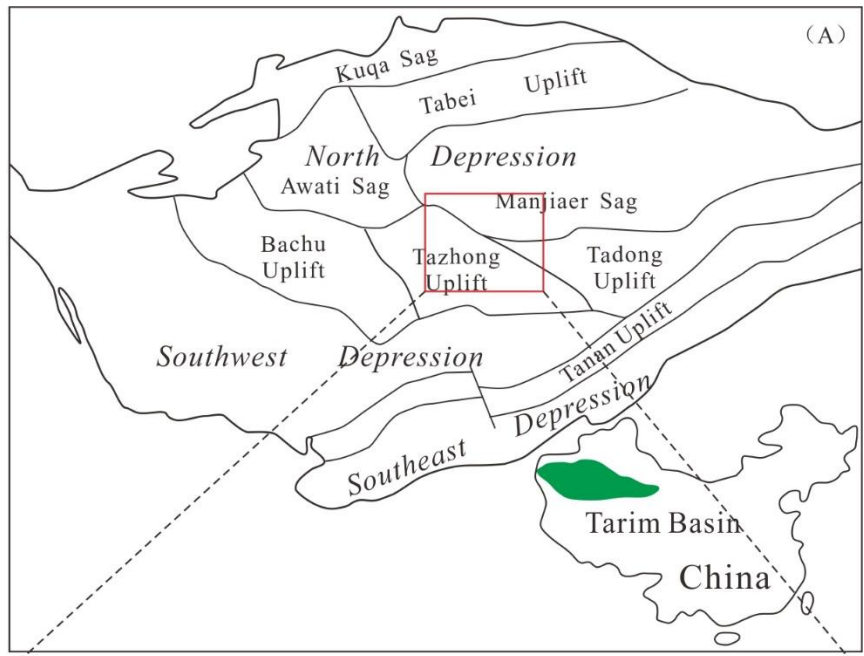 (A)
Kuqa Sag
Tabei Uplift
North Depression
Awati Sag
Manjiaer Sag
Bachu
Uplift
Tazhong
Uplift
Tadong
Uplift
Tanan Uplift
Southwest Depression
Southeast Depression
Tarim Basin
China